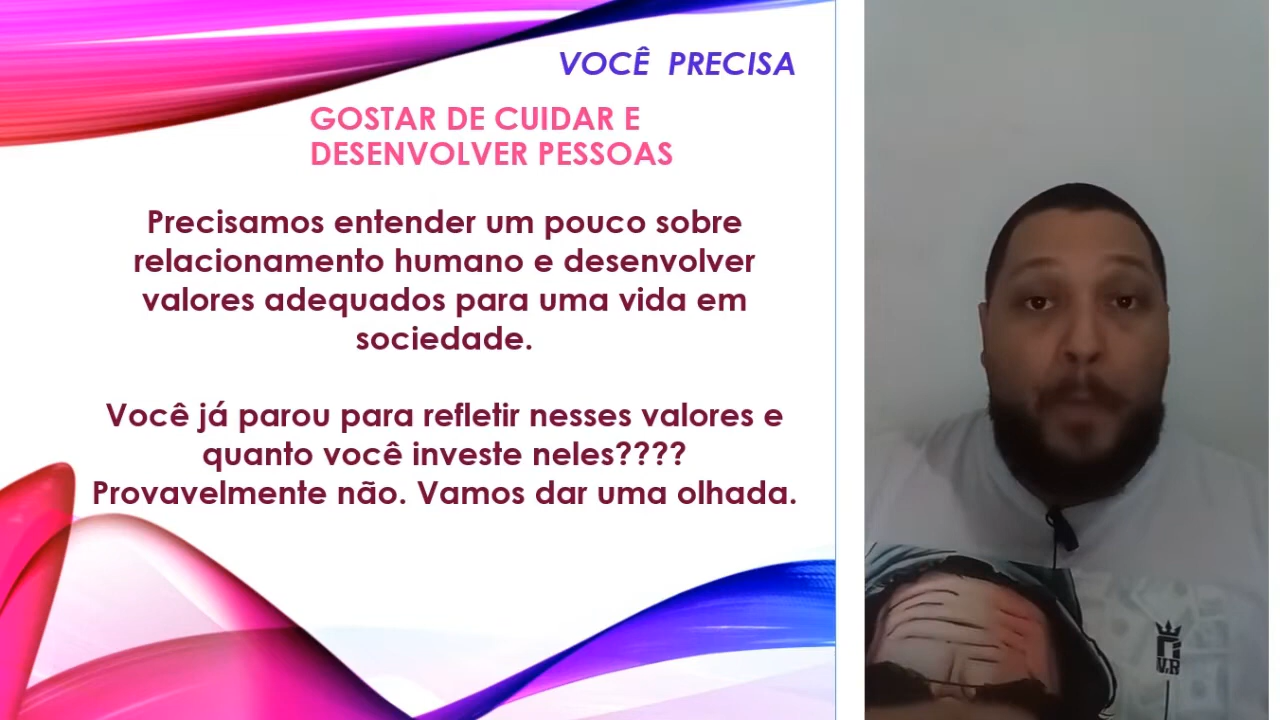 VOCÊ PRECISA
GOSTAR DE CUIDAR E
DESENVOLVER PESSOAS
Precisamos entender um pouco sobre
relacionamento humano e desenvolver
valores adequados para uma vida em
sociedade.
Você já parou para refletir nesses valores e
quanto você investe neles????
Provavelmente não. Vamos dar uma olhada.